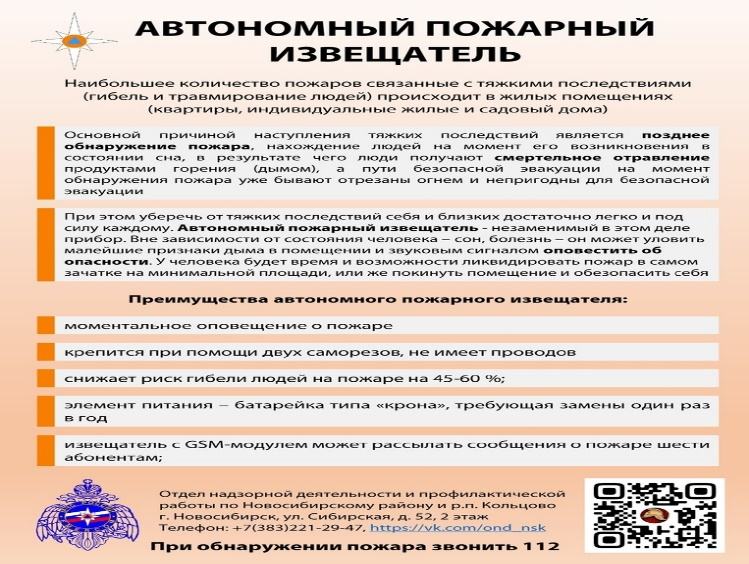 АВТОНОМНЫЙ ПОЖАРНЫЙ
ИЗВЕЩАТЕЛЬ
Наибольшее количество пожаров связанные с тяжкими последствиями
(гибель и травмирование людей) происходит в жилых помещениях
(квартиры, индивидуальные жилые и садовый дома)
Основной причиной наступления тяжких последствий является позднее
обнаружение пожара, нахождение людей на момент его возникновения в
состоянии сна, в результате чего люди получают смертельное отравление
продуктами горения (дымом), а пути безопасной эвакуации на момент
обнаружения пожара уже бывают отрезаны огнем и непригодны для безопасной
эвакуации
При этом уберечь от тяжких последствий себя и близких достаточно легко и под
силу каждому. Автономный пожарный извещатель - незаменимый в этом деле
прибор. Вне зависимости от состояния человека – сон, болезнь – он может уловить
малейшие признаки дыма в помещении и звуковым сигналом оповестить об
опасности. У человека будет время и возможности ликвидировать пожар в самом
зачатке на минимальной площади, или же покинуть помещение и обезопасить себя
Преимущества автономного пожарного извещателя:
моментальное оповещение о пожаре
крепится при помощи двух саморезов, не имеет проводов
снижает риск гибели людей на пожаре на 45-60 %;
элемент питания – батарейка типа «крона», требующая замены один раз
в год
извещатель с GSM-модулем может рассылать сообщения о пожаре шести
абонентам;
Отдел надзорной деятельности и профилактической
работы по Новосибирскому району и р.п. Кольцово
г. Новосибирск, ул. Сибирская, д. 52, 2 этаж
Телефон: +7(383)221-29-47, https://vk.com/ond_nsk
При обнаружении пожара звонить 112